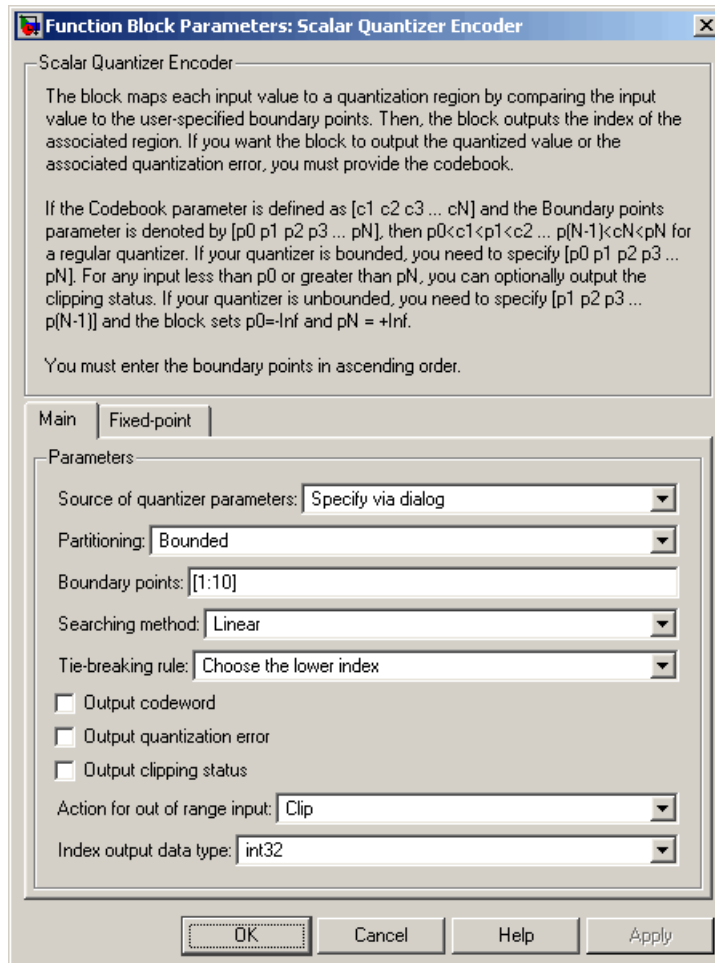 Function Block Parameters: Scalar Quantizer Encoder
Scalar Quantizer Encoder
The block maps each input value to a quantization region by comparing the input
value to the user-specified boundary points. Then, the block outputs the index of the
associated region. If you want the block to output the quantized value or the
associated quantization error, you must provide the codebook.
If the Codebook parameter is defined as [c1 c2 c3 ... cN] and the Boundary points
parameter is denoted by [p0 p1 p2 p3 ... pN], then p0<c1<p1<c2 ... p(N-1)<cN<pN for
a regular quantizer. If your quantizer is bounded, you need to specify [p0 p1 p2 p3 ...
pN]. For any input less than p0 or greater than pN, you can optionally output the
clipping status. If your quantizer is unbounded, you need to specify [p1 p2 p3 ...
p(N-1)] and the block sets p0=-Inf and pN = +Inf.
You must enter the boundary points in ascending order.
Main Fixed-point
Parameters
Source of quantizer parameters: Specify via dialog
Partitioning: Bounded
Boundary points: [1:10]
Searching method: Linear
Tie-breaking rule: Choose the lower index
Output codeword
Output quantization error
Output clipping status
Action for out of range input: Clip
Index output data type: int32
OK Cancel Help Apply